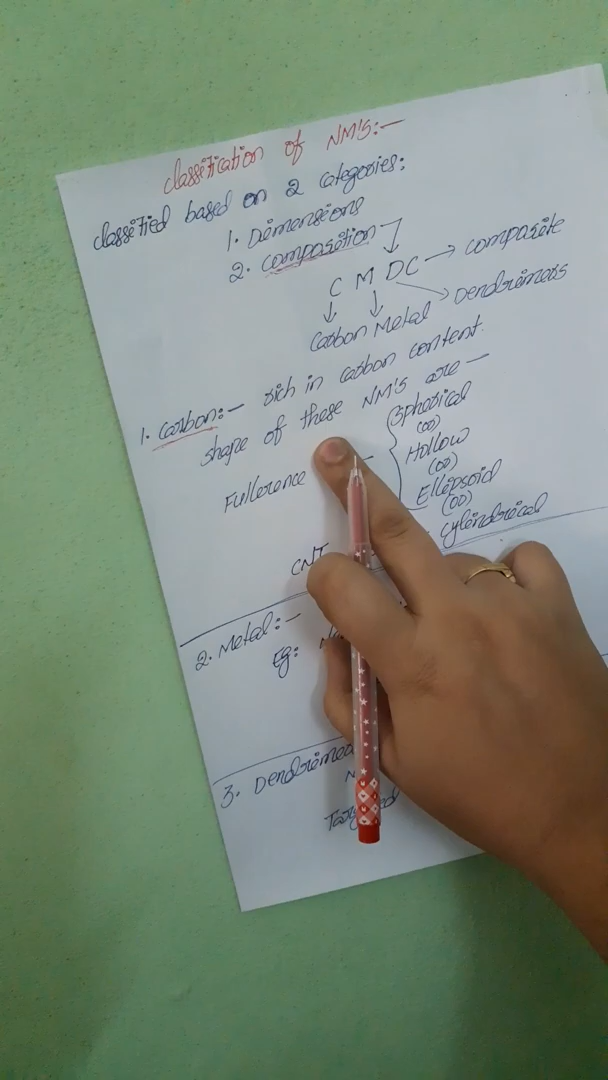 Classification of NM'S:-
Classified based on 2 categories:
1. Dimensions
2. Composition
C M D C → composite
Carbon Metal Dendrimers
1. Carbon:- rich in carbon content.
shape of these NM'S are -
Spherical
(or)
Fullerence Hollow
(or)
Ellipsoid
(or)
CNT cylindrical
2. Metal:-
Eg:
3. Dendrimer